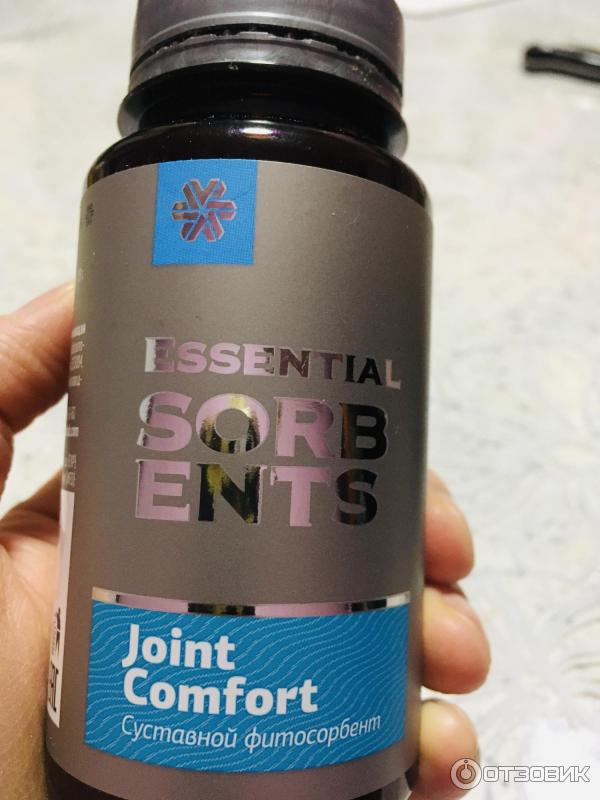 ESSENTIAL
SORB
ENTS
Joint
Comfort
Суставной фитосорбент
ОТЗОВИК